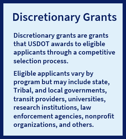 Discretionary Grants
Discretionary grants are grants
that USDOT awards to eligible
applicants through a competitive
selection process.
Eligible applicants vary by
program but may include state,
Tribal, and local governments,
transit providers, universities,
research institutions, law
enforcement agencies, nonprofit
organizations, and others.